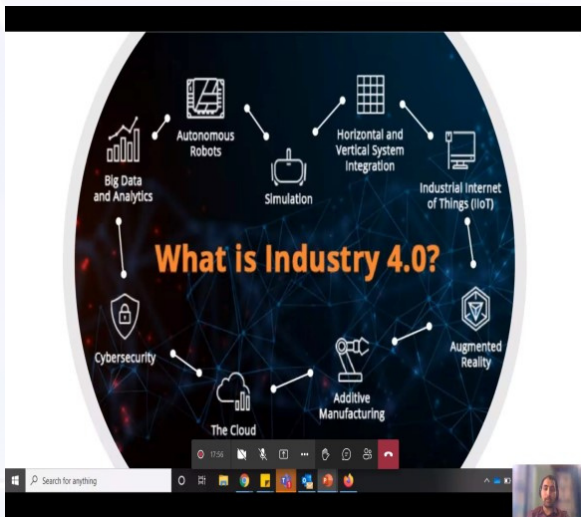 Autonomous
Robots
Horizontal and
Vertical System
Integration
Big Data
and Analytics
Simulation
Industrial Internet
of Things (IIoT)
What is Industry 4.0?
Cybersecurity
Augmented
Reality
The Cloud
Additive
Manufacturing
17:56
Search for anything